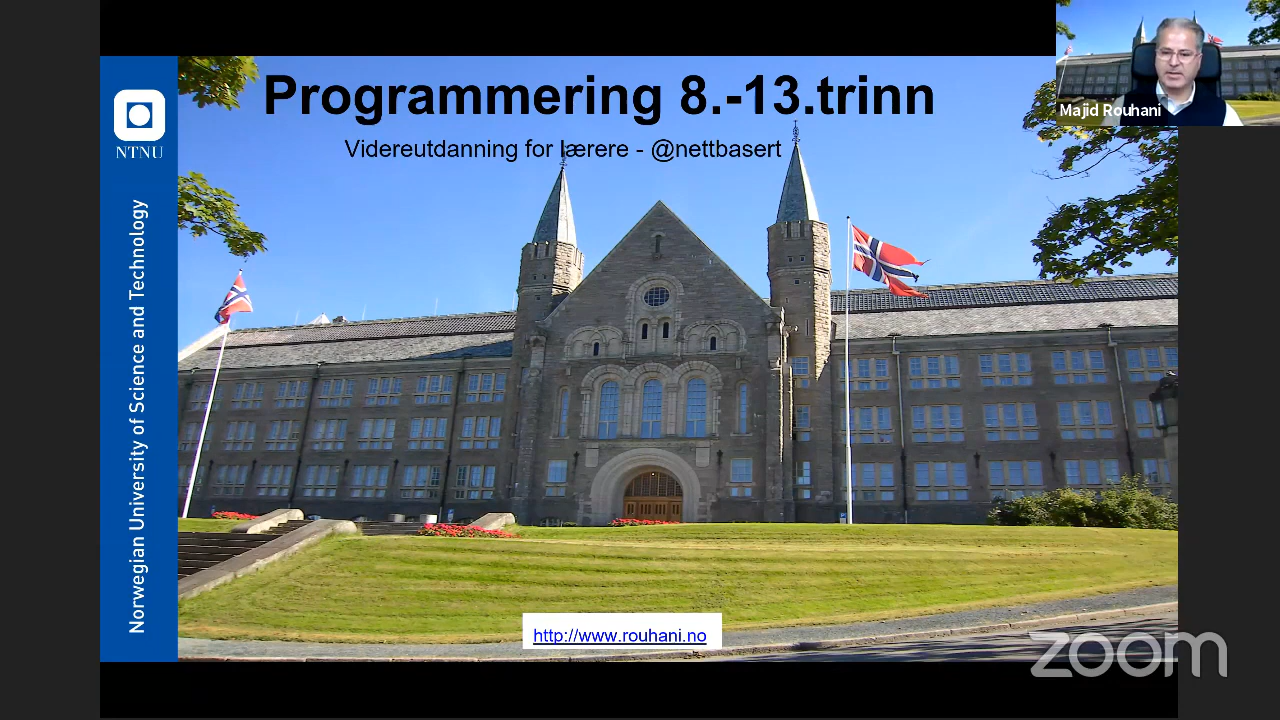 Programmering 8.-13.trinn
Videreutdanning for lærere - @nettbasert
Majid Rouhani
NTNU
Norwegian University of Science and Technology
http://www.rouhani.no
zoom